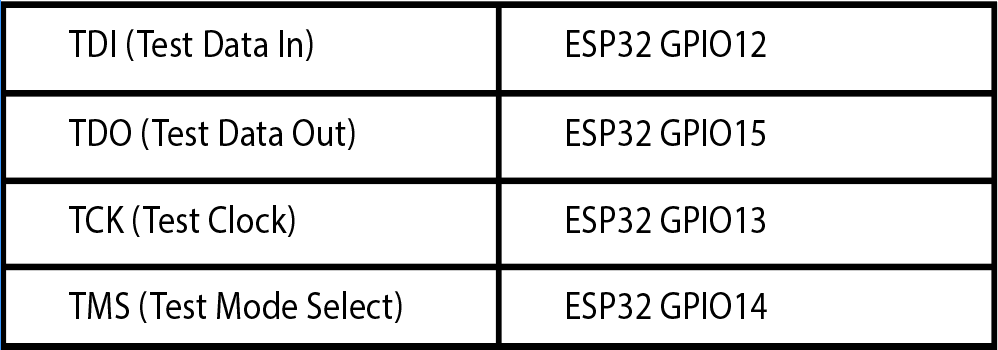 TDI (Test Data In) ESP32 GPIO12
TDO (Test Data Out) ESP32 GPIO15
TCK (Test Clock) ESP32 GPIO13
TMS (Test Mode Select) ESP32 GPIO14